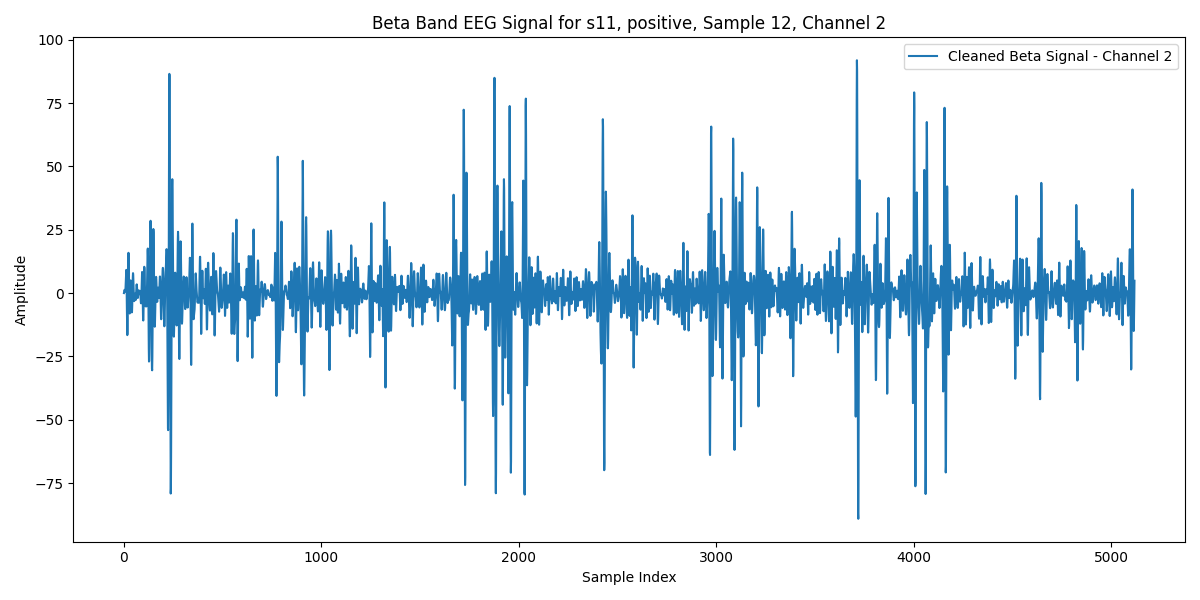 Beta Band EEG Signal for s11, positive, Sample 12, Channel 2
Cleaned Beta Signal - Channel 2
Amplitude
100
75
50
25
0
−25
−50
−75
0 1000 2000 3000 4000 5000
Sample Index